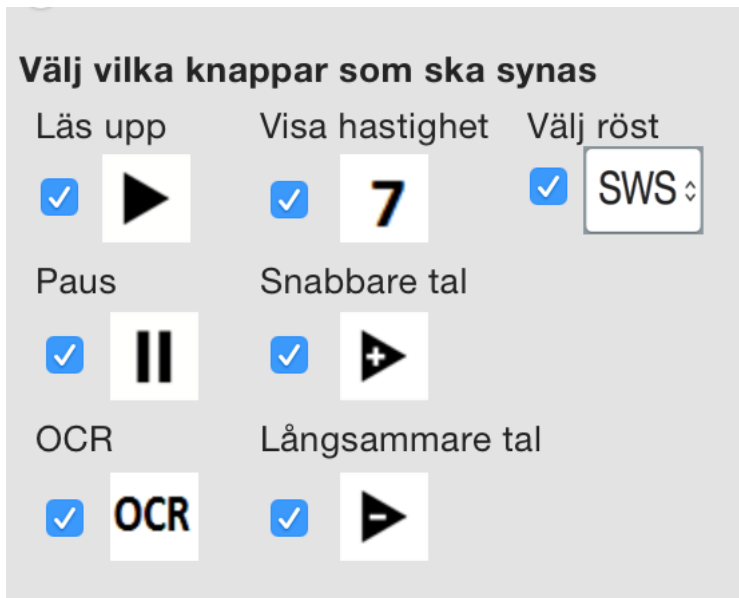 Välj vilka knappar som ska synas
Läs upp Visa hastighet Välj röst
7 SWS
Paus Snabbare tal
OCR Långsammare tal
OCR